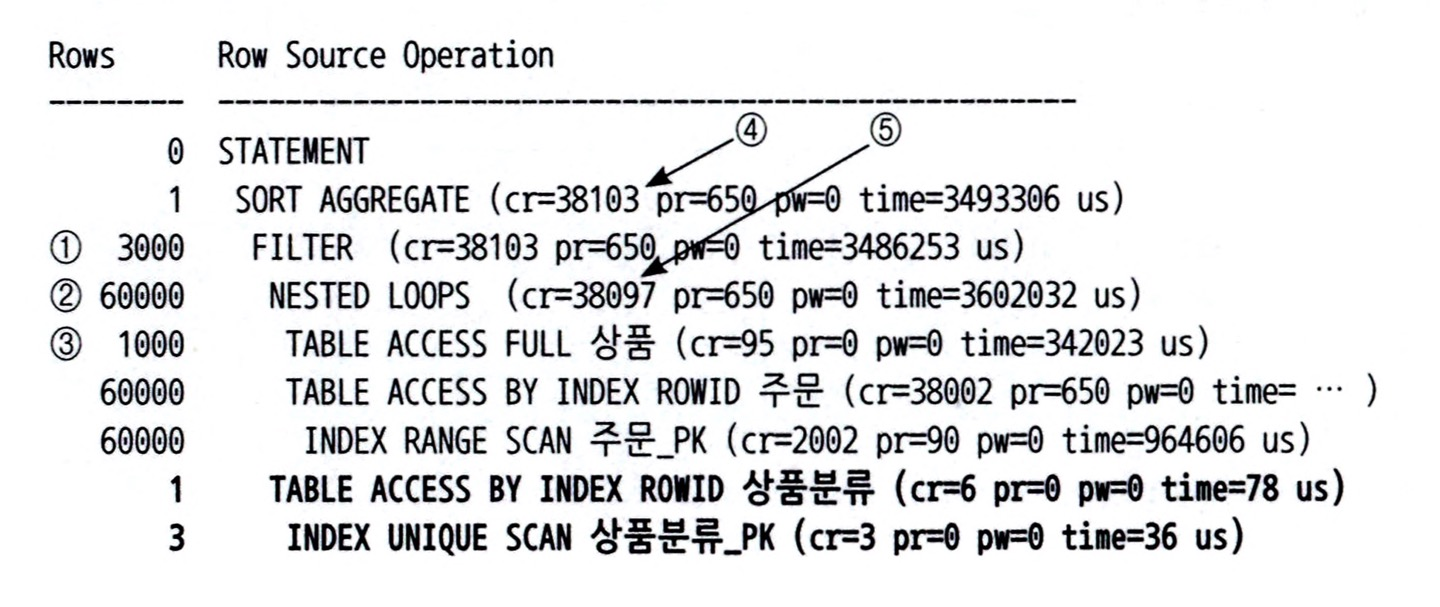 Rows Row Source Operation
-------- ---------------------------------------------------
④ ⑤
0 STATEMENT
1 SORT AGGREGATE (cr=38103 pr=650 pw=0 time=3493306 us)
① 3000 FILTER (cr=38103 pr=650 pw=0 time=3486253 us)
② 60000 NESTED LOOPS (cr=38097 pr=650 pw=0 time=3602032 us)
③ 1000 TABLE ACCESS FULL 상품 (cr=95 pr=0 pw=0 time=342023 us)
60000 TABLE ACCESS BY INDEX ROWID 주문 (cr=38002 pr=650 pw=0 time= ··· )
60000 INDEX RANGE SCAN 주문_PK (cr=2002 pr=90 pw=0 time=964606 us)
1 TABLE ACCESS BY INDEX ROWID 상품분류 (cr=6 pr=0 pw=0 time=78 us)
3 INDEX UNIQUE SCAN 상품분류_PK (cr=3 pr=0 pw=0 time=36 us)